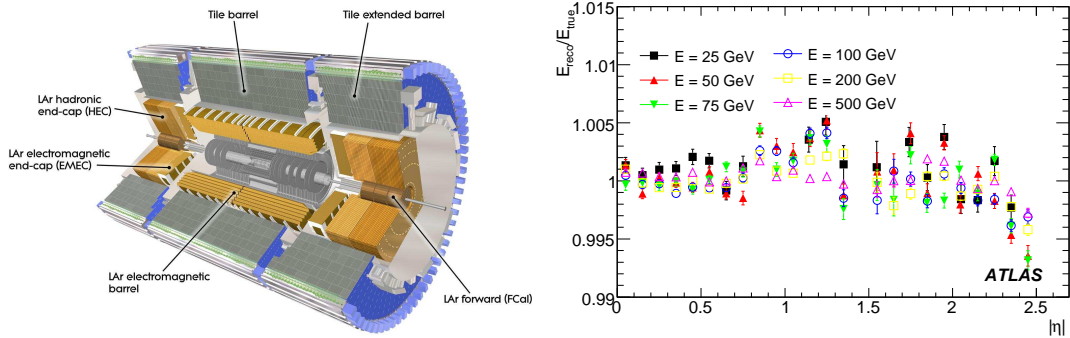 Tile barrel
Tile extended barrel
LAr hadronic
end-cap (HEC)
LAr electromagnetic
end-cap (EMEC)
LAr electromagnetic
barrel
LAr forward (FCal)
E_reco/E_true
1.015
1.01
1.005
1
0.995
0.99
E = 25 GeV
E = 100 GeV
E = 50 GeV
E = 200 GeV
E = 75 GeV
E = 500 GeV
ATLAS
0 0.5 1 1.5 2 2.5
|η|